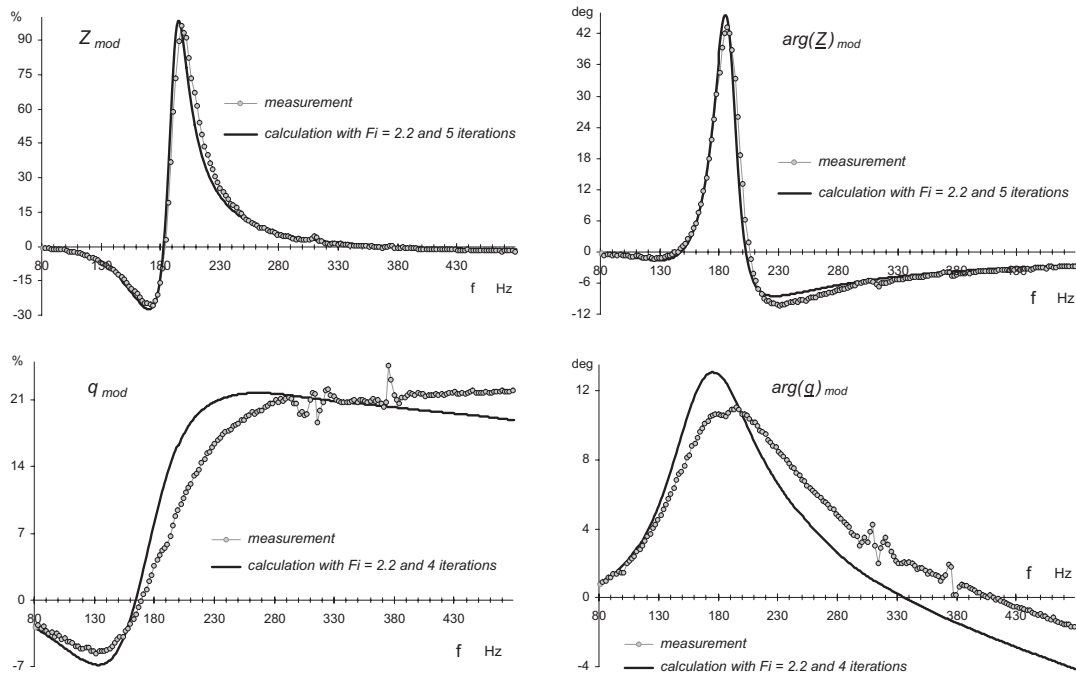 %
Z mod
90
75
60
45
30
15
0
-15
-30
80 130 180 230 280 330 380 430
measurement
calculation with Fi = 2.2 and 5 iterations
f Hz
deg
arg(Z) mod
42
36
30
24
18
12
6
0
-6
-12
80 130 180 230 280 330 380 430
measurement
calculation with Fi = 2.2 and 5 iterations
f Hz
%
q mod
21
14
7
0
-7
80 130 180 230 280 330 380 430
measurement
calculation with Fi = 2.2 and 4 iterations
f Hz
deg
arg(q) mod
12
8
4
0
-4
80 130 180 230 280 330 380 430
f Hz
measurement
calculation with Fi = 2.2 and 4 iterations